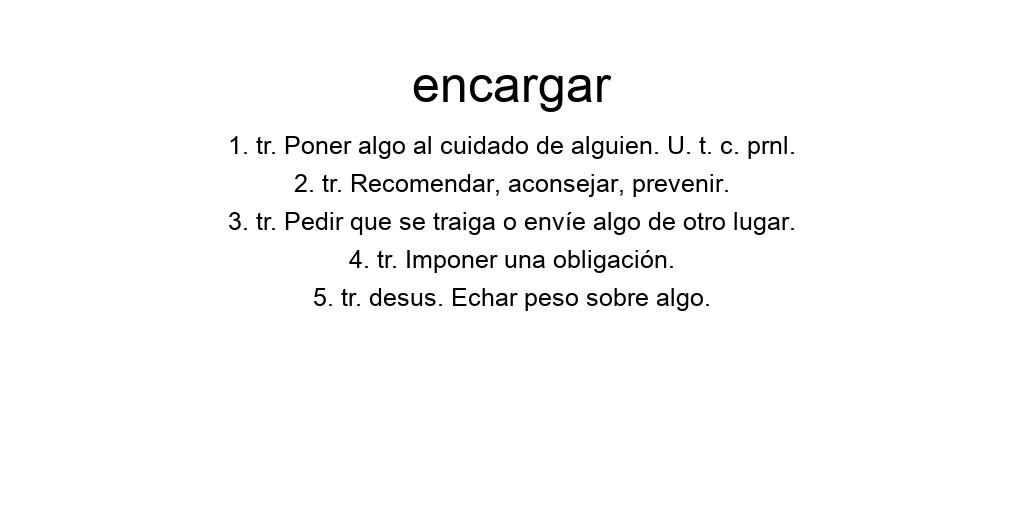 encargar
1. tr. Poner algo al cuidado de alguien. U. t. c. prnl.
2. tr. Recomendar, aconsejar, prevenir.
3. tr. Pedir que se traiga o envíe algo de otro lugar.
4. tr. Imponer una obligación.
5. tr. desus. Echar peso sobre algo.